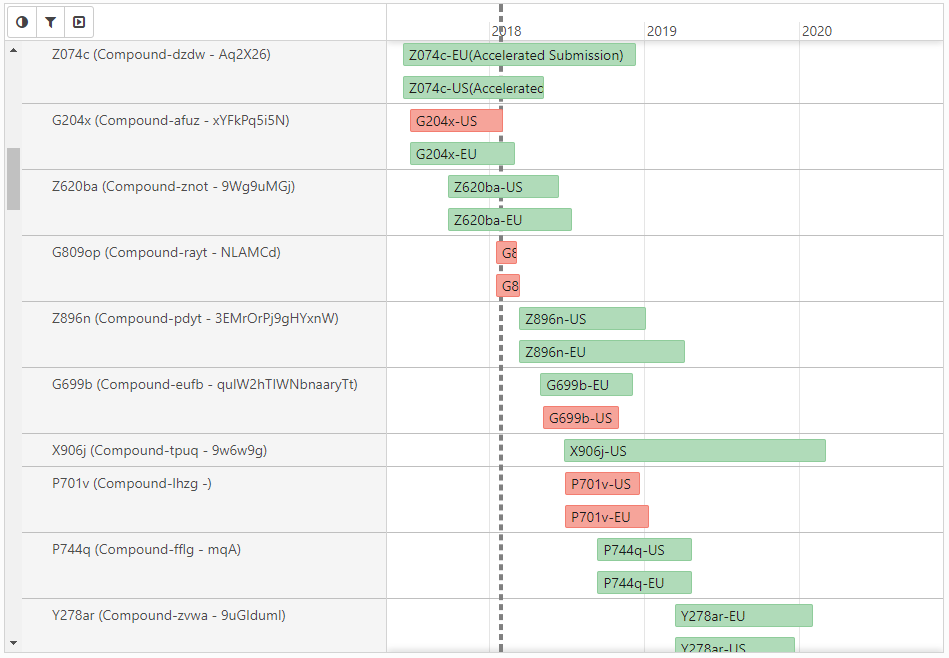 2018 2019 2020
Z074c (Compound-dzdw - Aq2X26)
Z074c-EU(Accelerated Submission)
Z074c-US(Accelerated
G204x (Compound-afuz - xYFkPq5i5N)
G204x-US
G204x-EU
Z620ba (Compound-znot - 9Wg9uMGj)
Z620ba-US
Z620ba-EU
G809op (Compound-rayt - NLAMCd)
G8
G8
Z896n (Compound-pdyt - 3EMrOrPj9gHYxnW)
Z896n-US
Z896n-EU
G699b (Compound-eufb - quIW2hTIWNbnaaryTt)
G699b-EU
G699b-US
X906j (Compound-tpuq - 9w6w9g)
X906j-US
P701v (Compound-lhzg -)
P701v-US
P701v-EU
P744q (Compound-fflg - mqA)
P744q-US
P744q-EU
Y278ar (Compound-zvwa - 9uGIduml)
Y278ar-EU
Y278ar-US